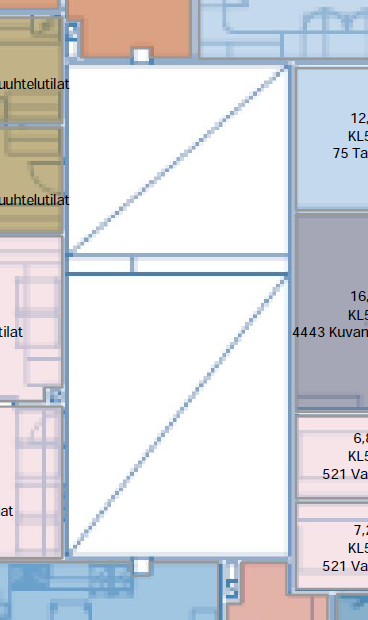 uuhtelutilat
12,
KL5
75 Ta
uuhtelutilat
16,
KL5
4443 Kuvan
tilat
6,8
KL5
521 Va
at
7,2
KL5
521 Va